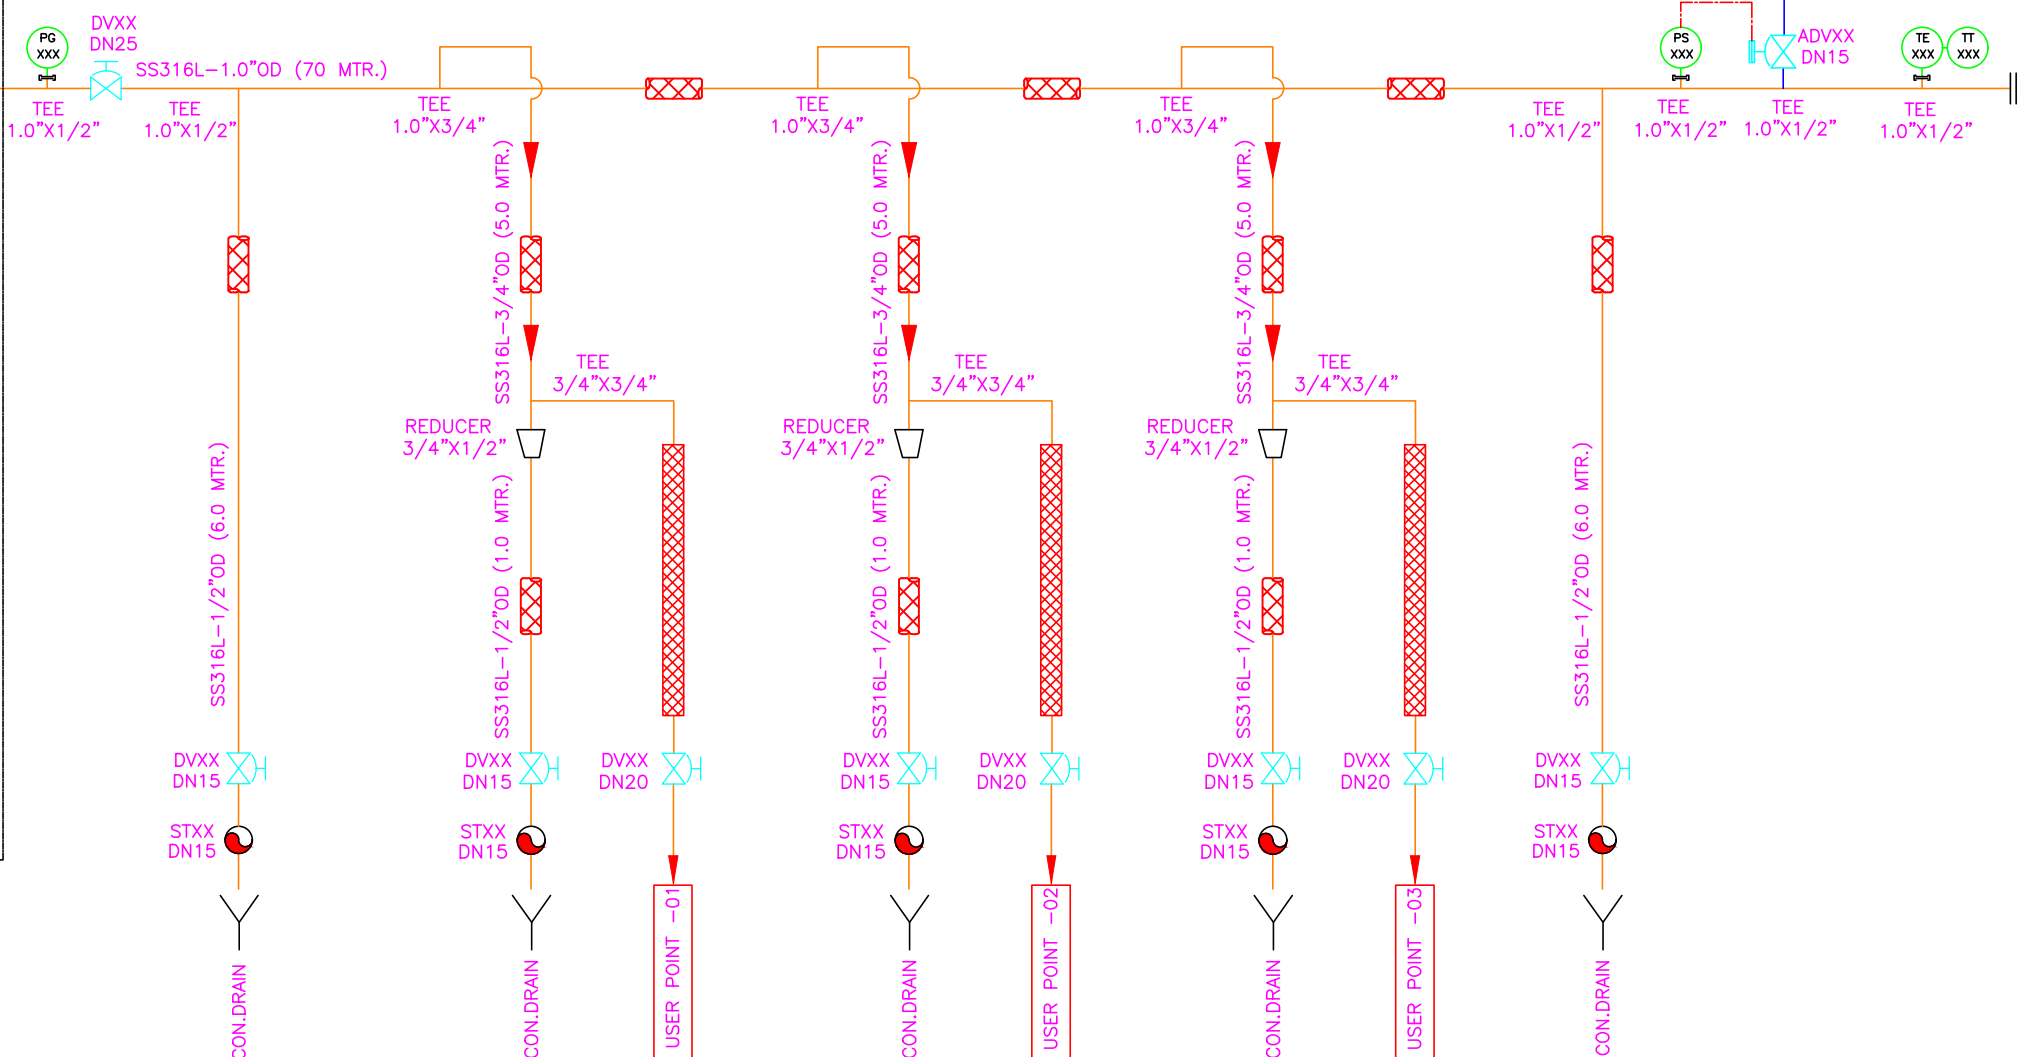 PG
XXX
DVXX
DN25
SS316L-1.0"OD (70 MTR.)
PS
XXX
ADVXX
DN15
TE
XXX
TT
XXX
TEE
1.0"X1/2"
TEE
1.0"X1/2"
TEE
1.0"X3/4"
TEE
1.0"X3/4"
TEE
1.0"X3/4"
TEE
1.0"X1/2"
TEE
1.0"X1/2"
TEE
1.0"X1/2"
TEE
1.0"X1/2"
SS316L-3/4"OD (5.0 MTR.)
SS316L-3/4"OD (5.0 MTR.)
SS316L-3/4"OD (5.0 MTR.)
TEE
3/4"X3/4"
TEE
3/4"X3/4"
TEE
3/4"X3/4"
REDUCER
3/4"X1/2"
REDUCER
3/4"X1/2"
REDUCER
3/4"X1/2"
SS316L-1/2"OD (6.0 MTR.)
SS316L-1/2"OD (1.0 MTR.)
SS316L-1/2"OD (1.0 MTR.)
SS316L-1/2"OD (1.0 MTR.)
SS316L-1/2"OD (6.0 MTR.)
DVXX
DN15
DVXX
DN15
DVXX
DN20
DVXX
DN15
DVXX
DN20
DVXX
DN15
DVXX
DN20
DVXX
DN15
STXX
DN15
STXX
DN15
STXX
DN15
STXX
DN15
STXX
DN15
CON.DRAIN
CON.DRAIN
USER POINT -01
CON.DRAIN
USER POINT -02
CON.DRAIN
USER POINT -03
CON.DRAIN